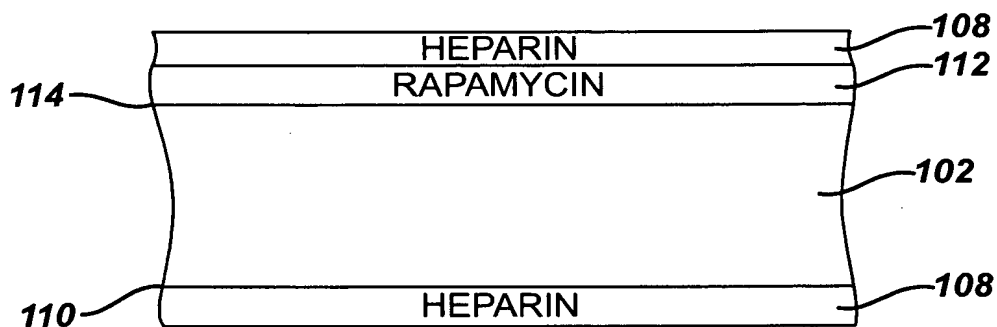 HEPARIN 108
RAPAMYCIN 112
114
102
110 HEPARIN 108